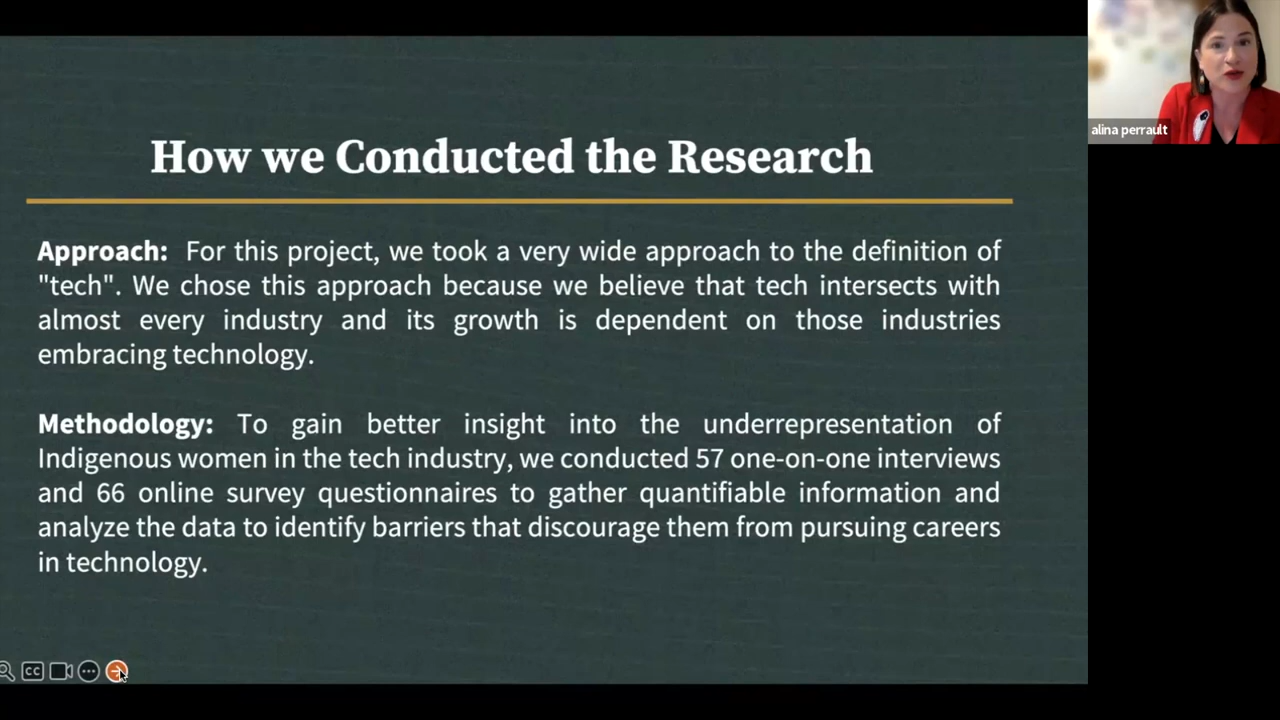 How we Conducted the Research
Approach: For this project, we took a very wide approach to the definition of
"tech". We chose this approach because we believe that tech intersects with
almost every industry and its growth is dependent on those industries
embracing technology.
Methodology: To gain better insight into the underrepresentation of
Indigenous women in the tech industry, we conducted 57 one-on-one interviews
and 66 online survey questionnaires to gather quantifiable information and
analyze the data to identify barriers that discourage them from pursuing careers
in technology.
alina perrault
CC